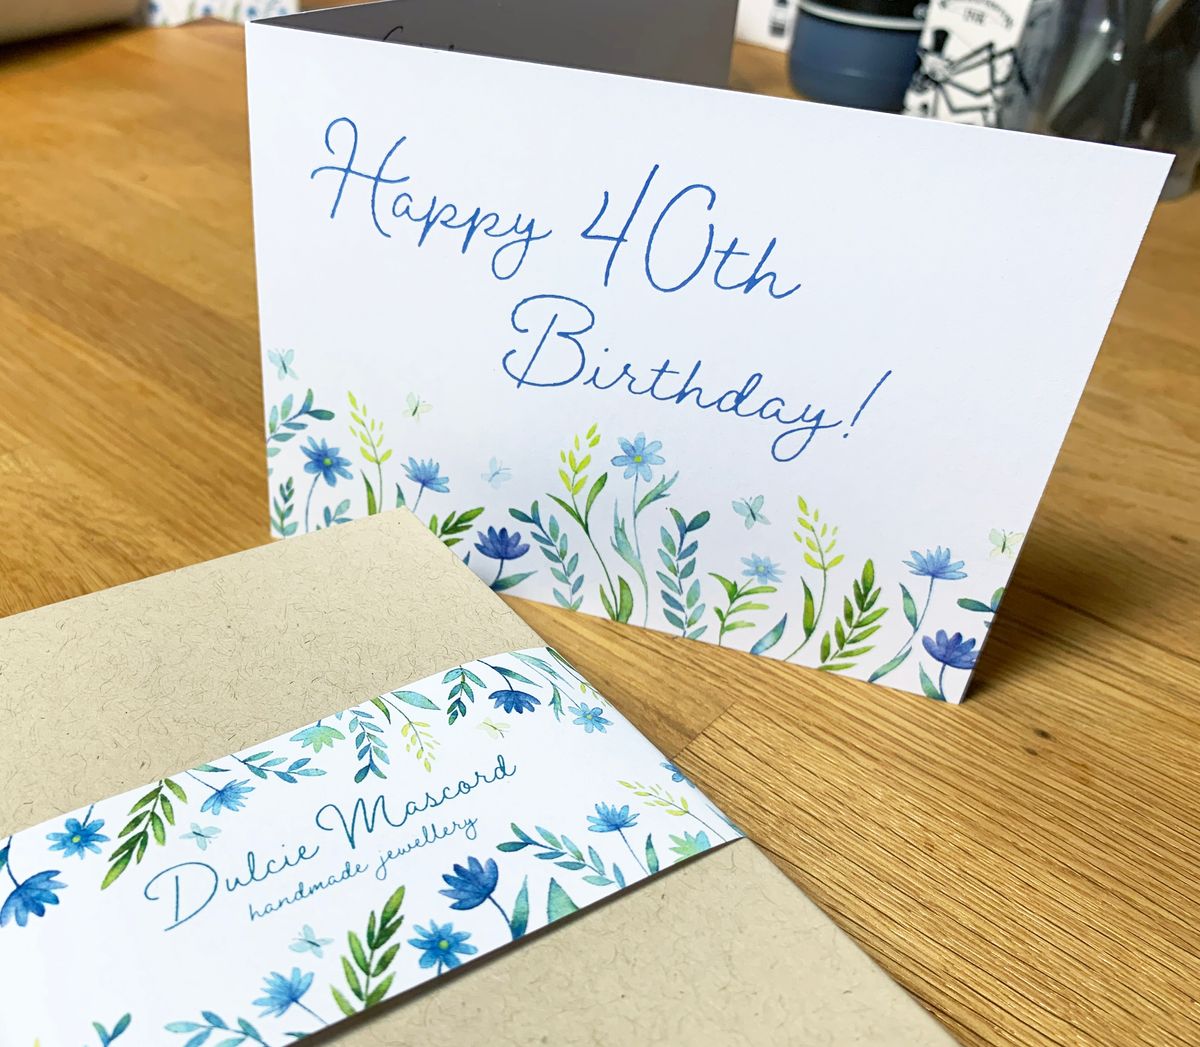 Happy 40th
Birthday!
Dulcie Mascord
handmade jewellery